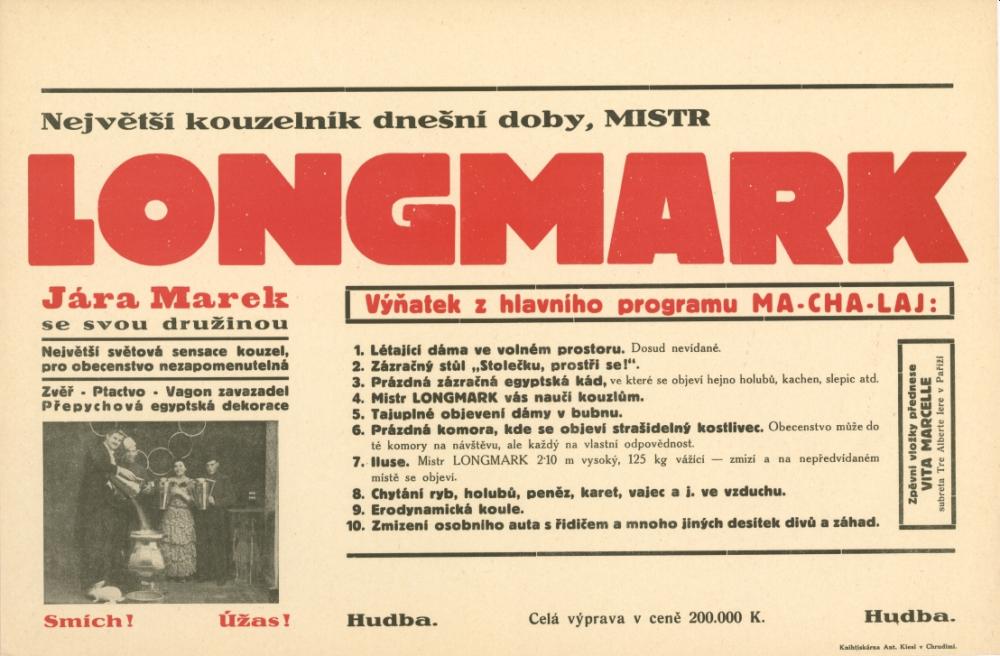 Největší kouzelník dnešní doby, MISTR
LONGMARK
Jára Marek
se svou družinou
Největší světová sensace kouzel,
pro obecenstvo nezapomenutelná
Zvěř - Ptactvo - Vagon zavazadel
Přepychová egyptská dekorace
Smích! Úžas!
Výňatek z hlavního programu MA-CHA-LAJ:
1. Létající dáma ve volném prostoru. Dosud nevídané.
2. Zázračný stůl „Stolečku, prostři se!".
3. Prázdná zázračná egyptská kád, ve které se objeví hejno holubů, kachen, slepic atd.
4. Mistr LONGMARK vás naučí kouzlům.
5. Tajuplné objevení dámy v bubnu.
6. Prázdná komora, kde se objeví strašidelný kostlivec. Obecenstvo může do
té komory na návštěvu, ale každý na vlastní odpovědnost.
7. Iluse. Mistr LONGMARK 2·10 m vysoký, 125 kg vážící — zmizí a na nepředvídaném
místě se objeví.
8. Chytání ryb, holubů, peněz, karet, vajec a j. ve vzduchu.
9. Erodynamická koule.
10. Zmizení osobního auta s řidičem a mnoho jiných desítek divů a záhad.
Zpěvní vložky přednese
VITA MARCELLE
subreta Tre Alberte lere v Paříži
Hudba. Celá výprava v ceně 200.000 K. Hudba.
Knihtiskárna Ant. Kiesl v Chrudimi.